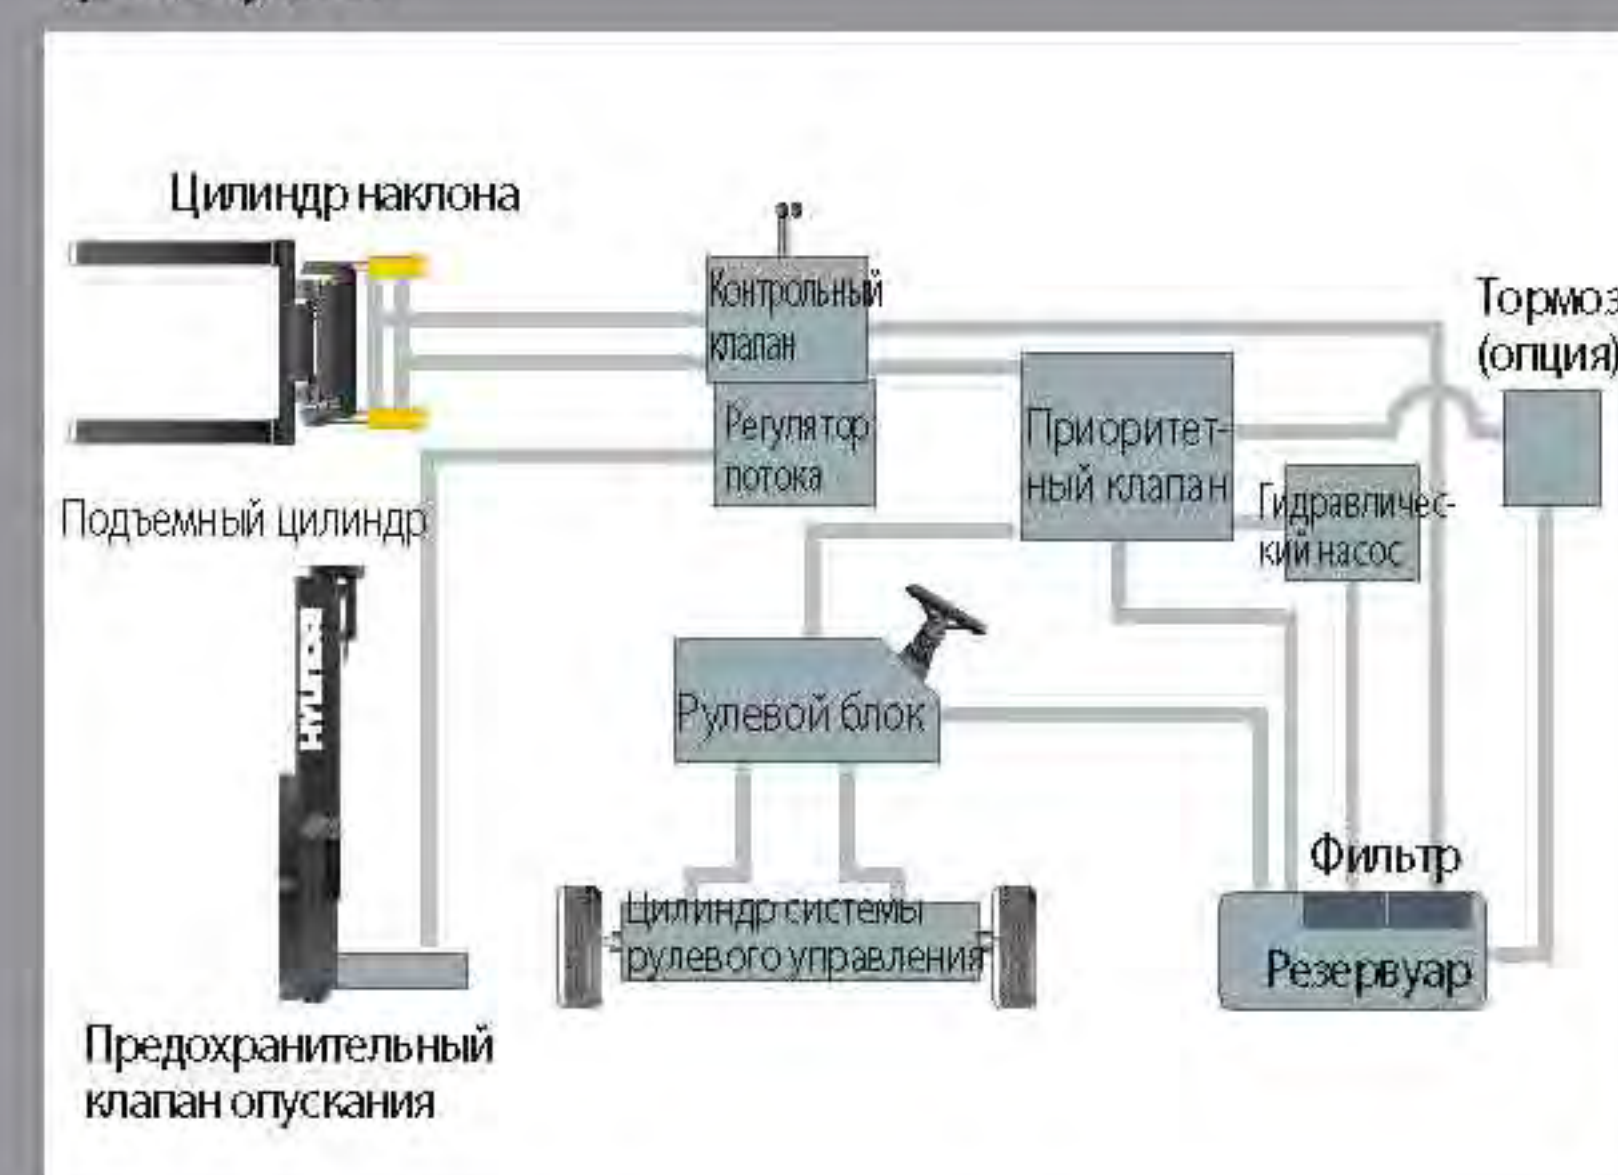 Цилиндр наклона
Контрольный
клапан
Тормоз
(опция)
Регулятор
потока
Приоритет-
ный клапан
Гидравличес-
кий насос
Подъемный цилиндр
HYUNDAI
Рулевой блок
Фильтр
Цилиндр системы
рулевого управления
Резервуар
Предохранительный
клапан опускания